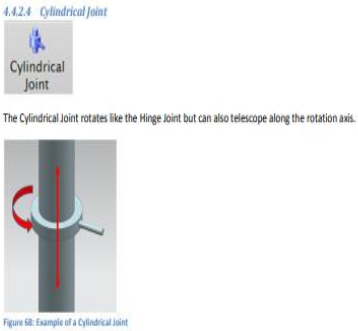 4.4.2.4 Cylindrical Joint
Cylindrical
Joint
The Cylindrical Joint rotates like the Hinge Joint but can also telescope along the rotation axis.
Figure 68: Example of a Cylindrical Joint